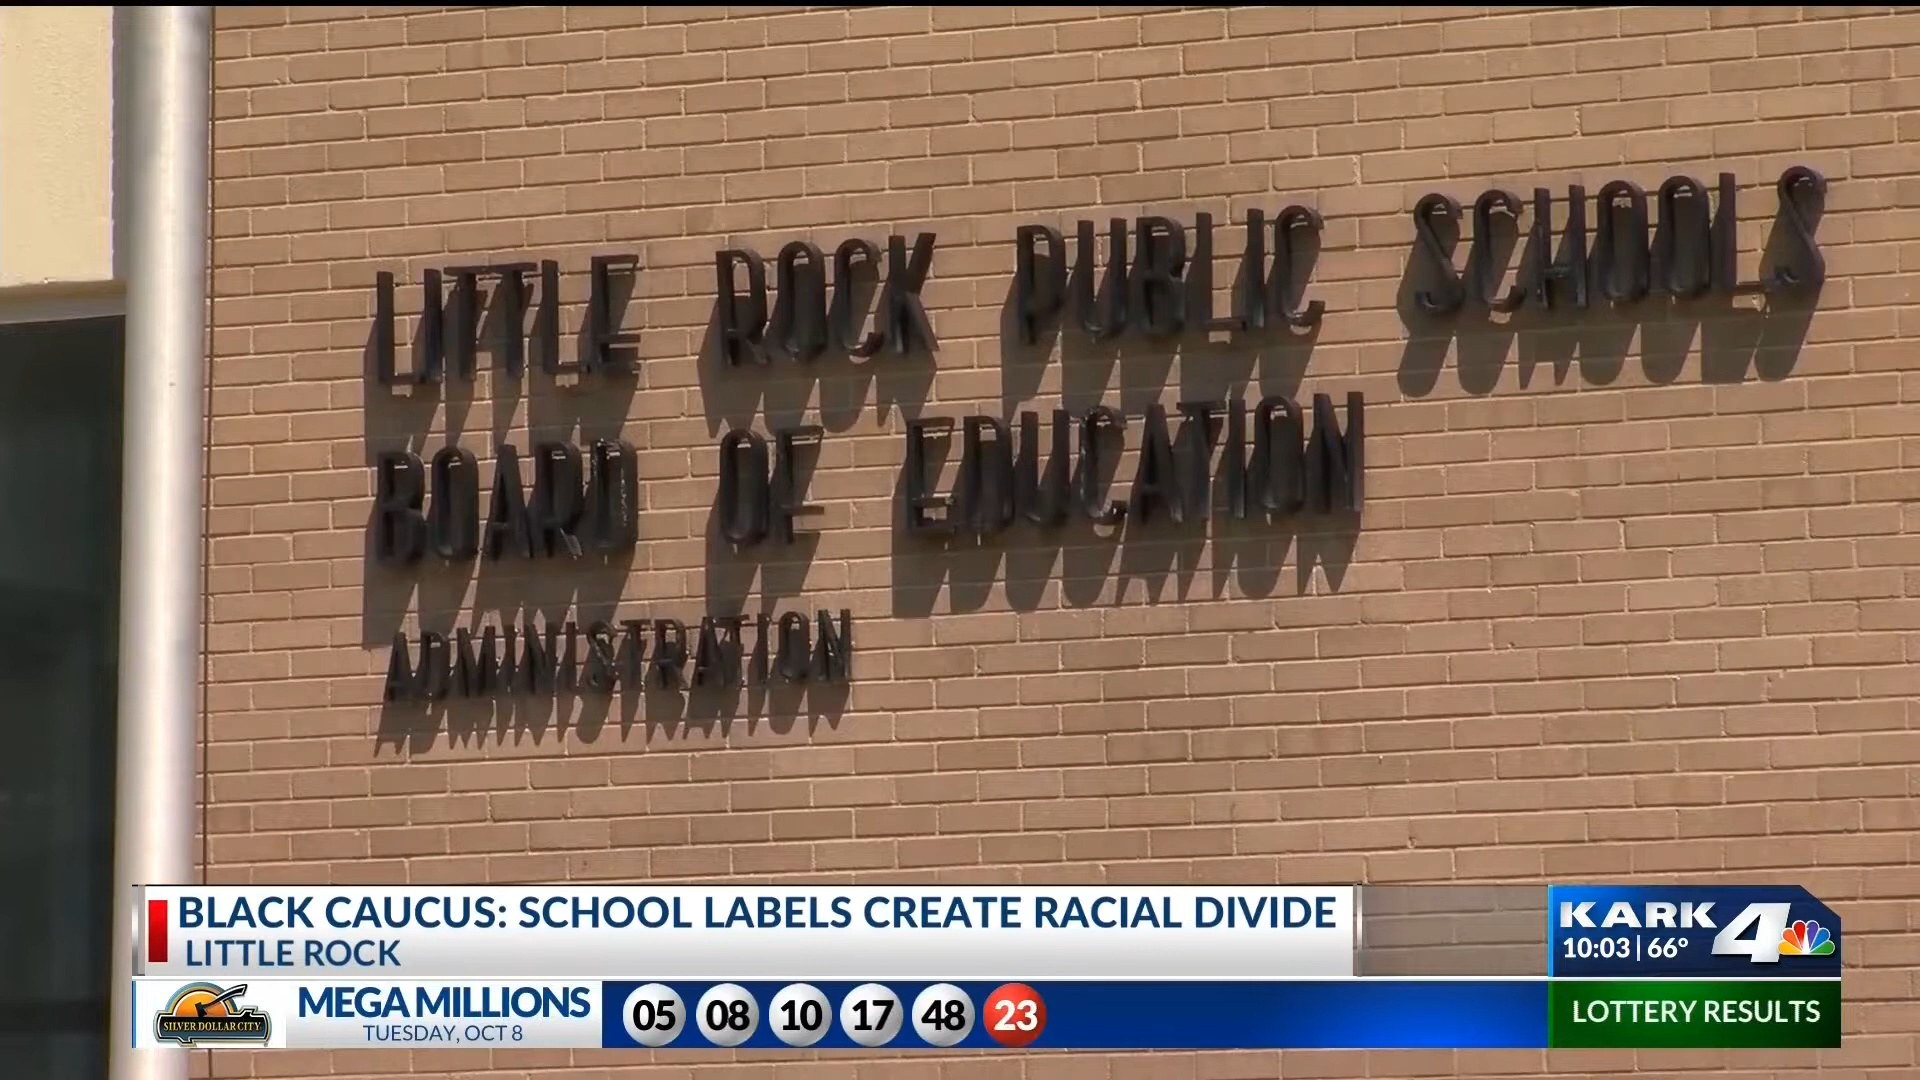 LITTLE ROCK PUBLIC SCHOOLS
BOARD OF EDUCATION
ADMINISTRATION
BLACK CAUCUS: SCHOOL LABELS CREATE RACIAL DIVIDE
LITTLE ROCK
KARK 4
10:03 | 66°
SILVER DOLLAR CITY
MEGA MILLIONS
TUESDAY, OCT 8
05 08 10 17 48 23
LOTTERY RESULTS